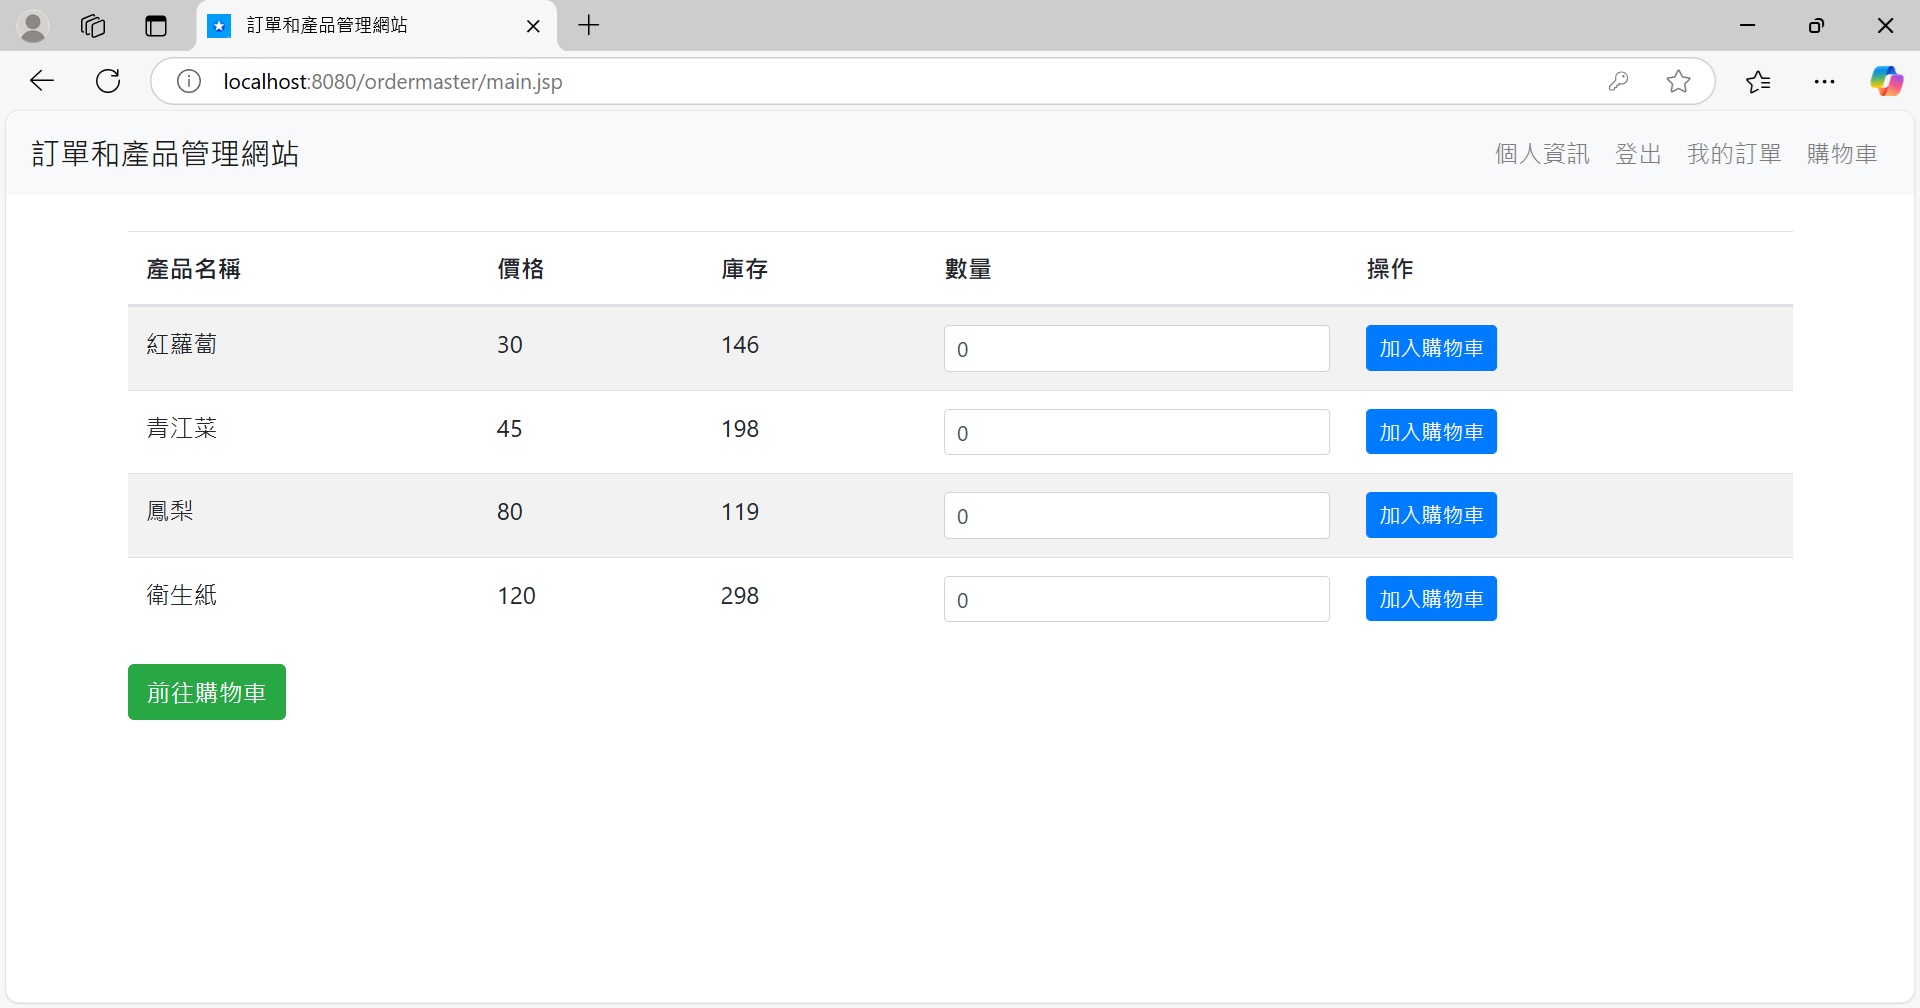 訂單和產品管理網站
localhost:8080/ordermaster/main.jsp
訂單和產品管理網站 個人資訊 登出 我的訂單 購物車
產品名稱 價格 庫存 數量 操作
紅蘿蔔 30 146 0 加入購物車
青江菜 45 198 0 加入購物車
鳳梨 80 119 0 加入購物車
衛生紙 120 298 0 加入購物車
前往購物車